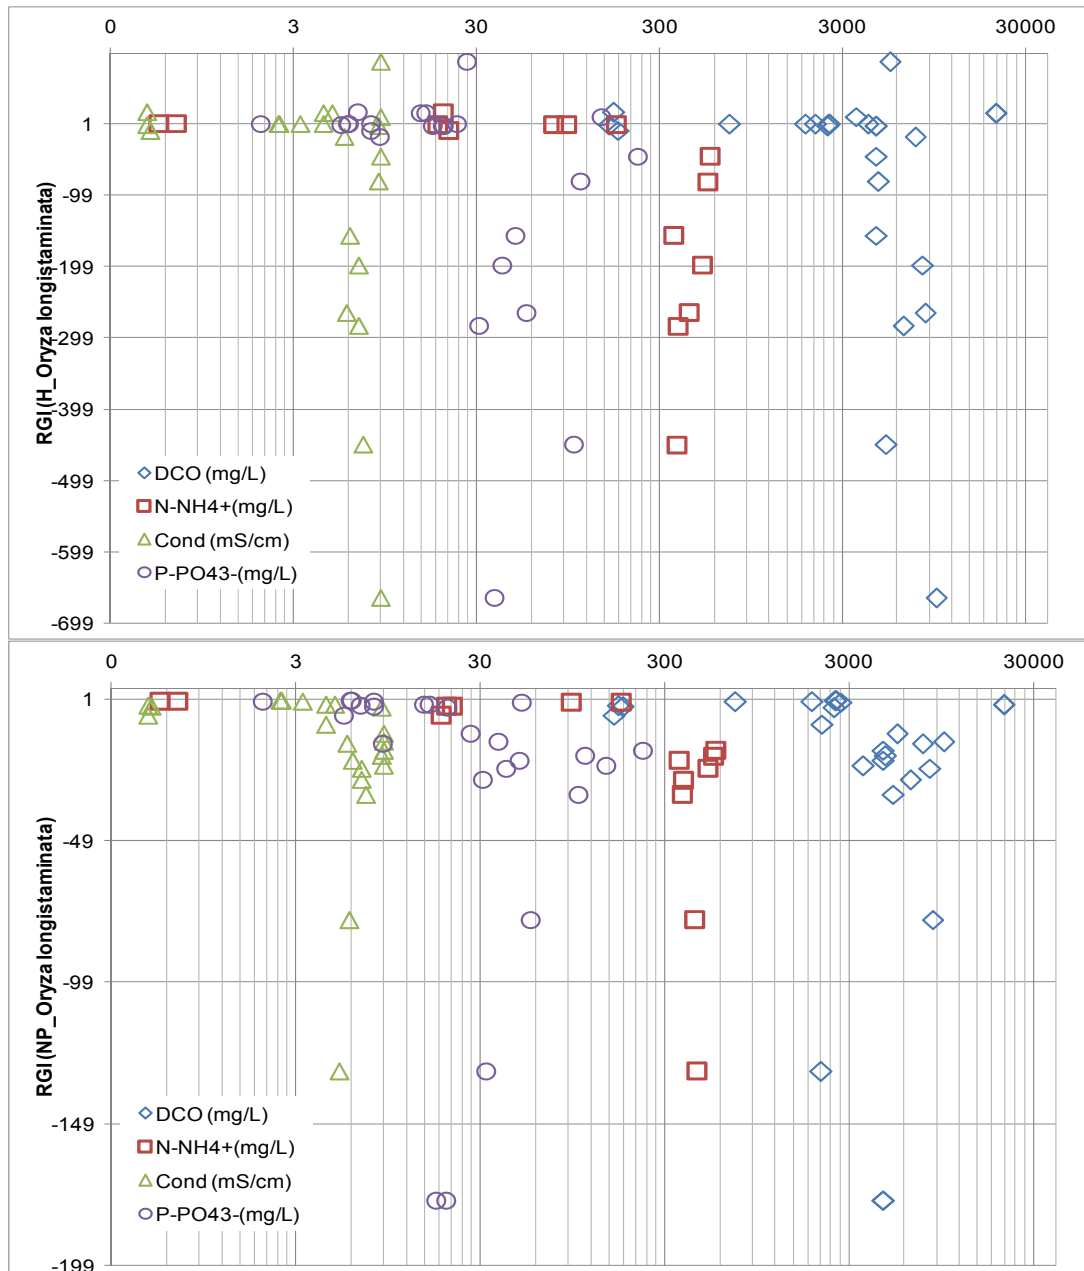 0 3 30 300 3000 30000
1
-99
-199
-299
-399
-499
-599
-699
RGI (H_Oryza longistaminata)
DCO (mg/L)
N-NH4+(mg/L)
Cond (mS/cm)
P-PO43-(mg/L)
0 3 30 300 3000 30000
1
-49
-99
-149
-199
RGI (NP_Oryza longistaminata)
DCO (mg/L)
N-NH4+(mg/L)
Cond (mS/cm)
P-PO43-(mg/L)